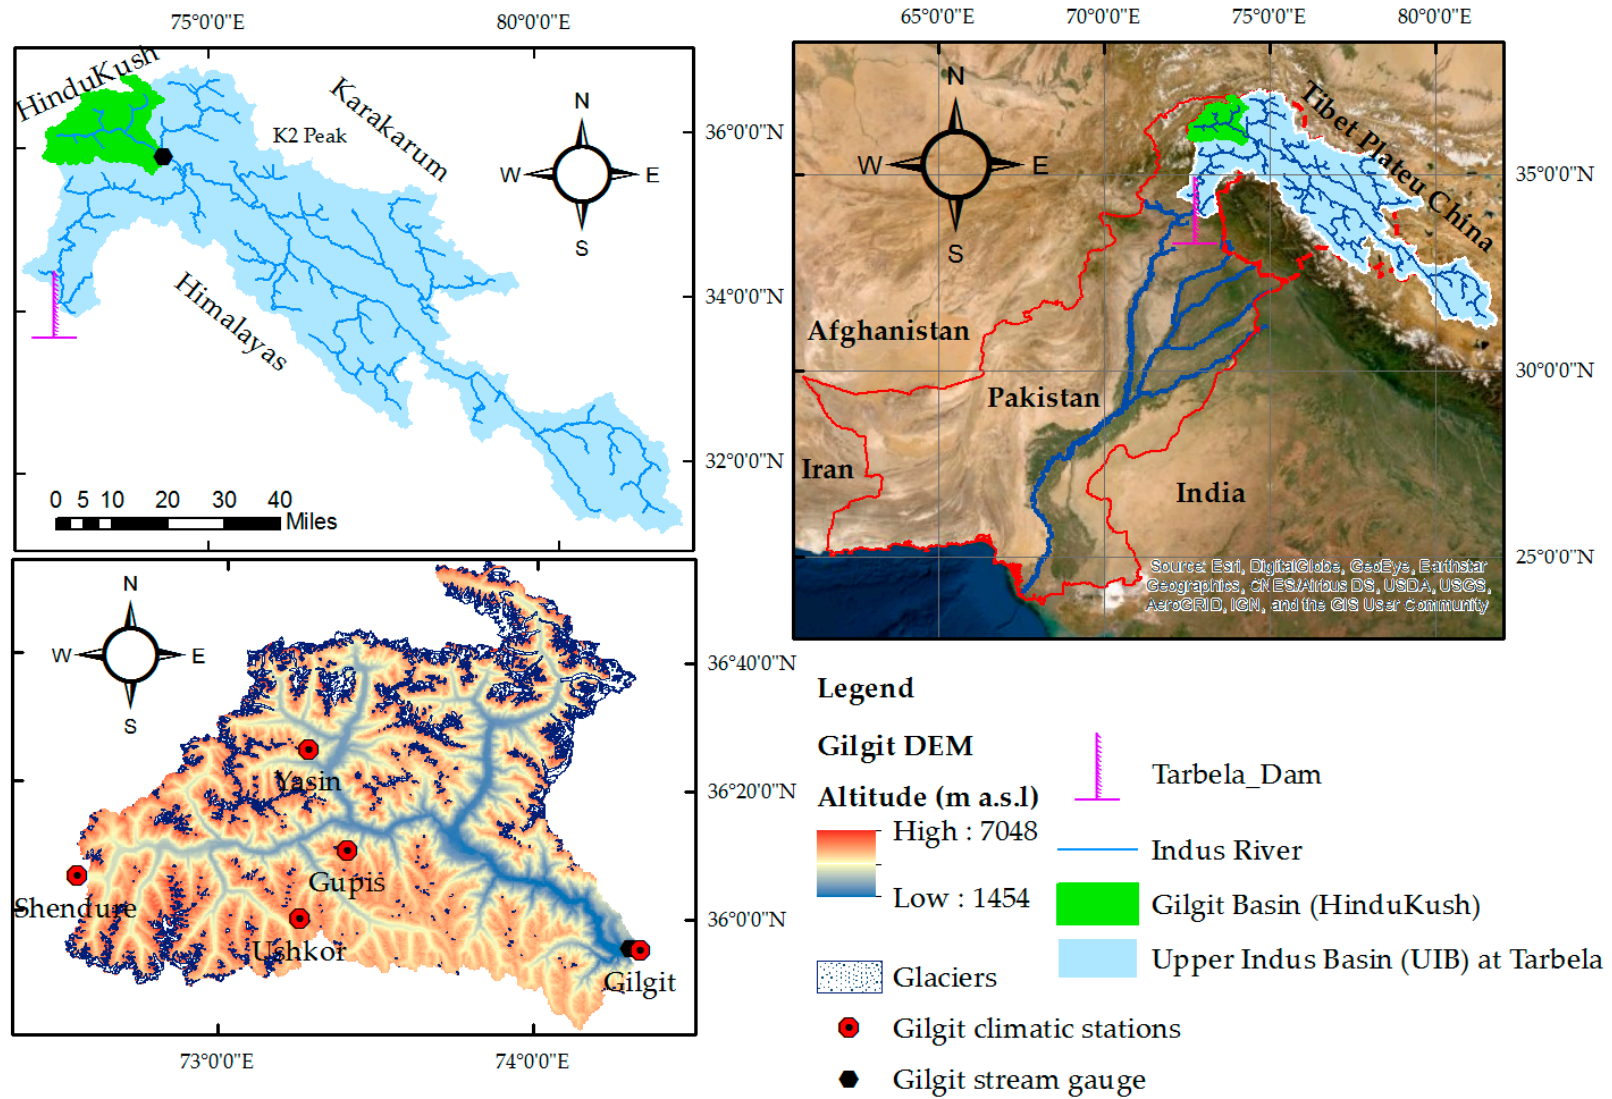 75°0'0"E
80°0'0"E
HinduKush
Karakarum
K2 Peak
N
W
E
S
Himalayas
36°0'0"N
34°0'0"N
32°0'0"N
0 5 10 20 30 40
Miles
65°0'0"E
70°0'0"E
75°0'0"E
80°0'0"E
N
W
E
S
Tibet Plateu China
Afghanistan
Pakistan
Iran
India
35°0'0"N
30°0'0"N
25°0'0"N
Source: Esri, DigitalGlobe, GeoEye, Earthstar
Geographics, CNES/Airbus DS, USDA, USGS,
AeroGRID, IGN, and the GIS User Community
N
W
E
S
Yasin
Gupis
Shendure
Ushkor
Gilgit
36°40'0"N
36°20'0"N
36°0'0"N
73°0'0"E
74°0'0"E
Legend
Gilgit DEM
Altitude (m a.s.l)
High : 7048
Low : 1454
Glaciers
Gilgit climatic stations
Gilgit stream gauge
Tarbela_Dam
Indus River
Gilgit Basin (HinduKush)
Upper Indus Basin (UIB) at Tarbela